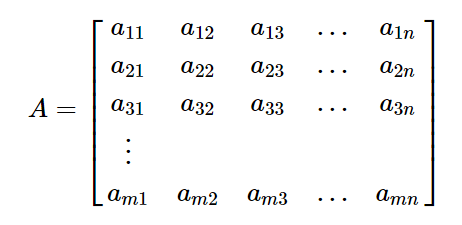 a₁₁ a₁₂ a₁₃ … a₁ₙ
a₂₁ a₂₂ a₂₃ … a₂ₙ
A = a₃₁ a₃₂ a₃₃ … a₃ₙ
⋮
aₘ₁ aₘ₂ aₘ₃ … aₘₙ